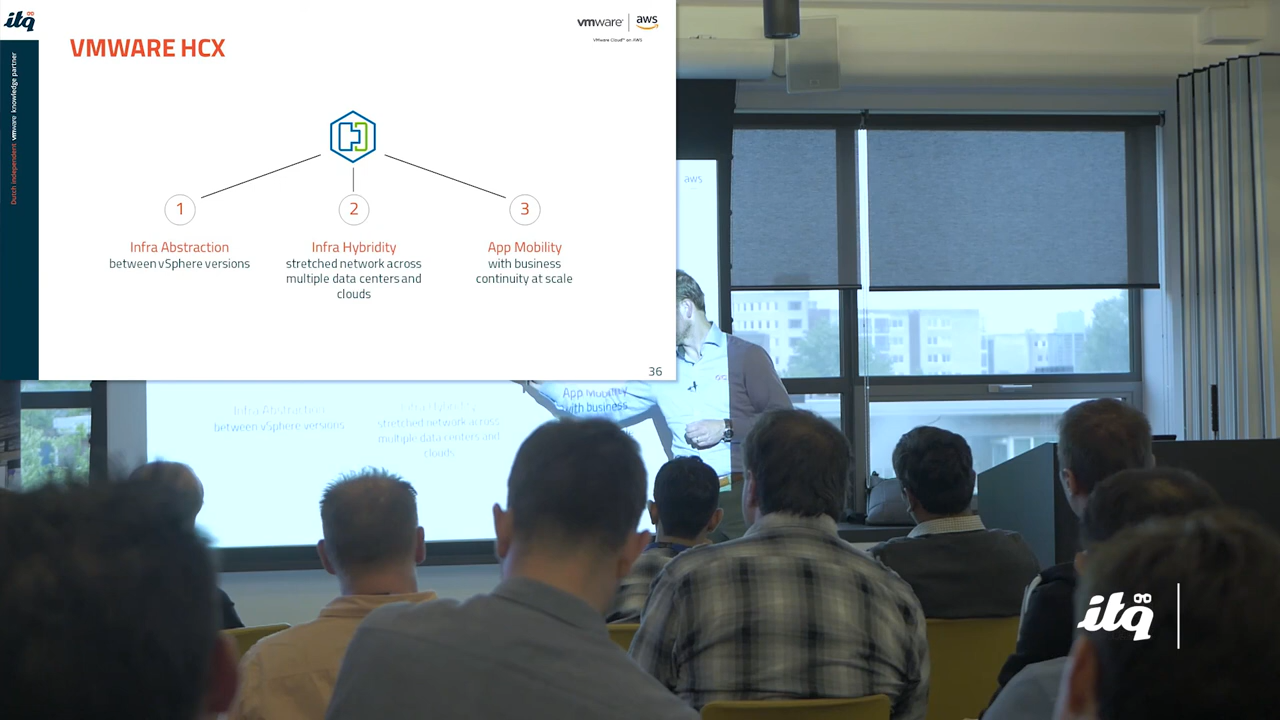 itq
Dutch independent vmware knowledge partner
VMWARE HCX
vmware | aws
VMware Cloud™ on AWS
1
2
3
Infra Abstraction
between vSphere versions
Infra Hybridity
stretched network across
multiple data centers and
clouds
App Mobility
with business
continuity at scale
36
aws
Infra Abstraction
between vSphere versions
Infra Hybridity
stretched network across
multiple data centers and
clouds
App Mobility
with business
itq